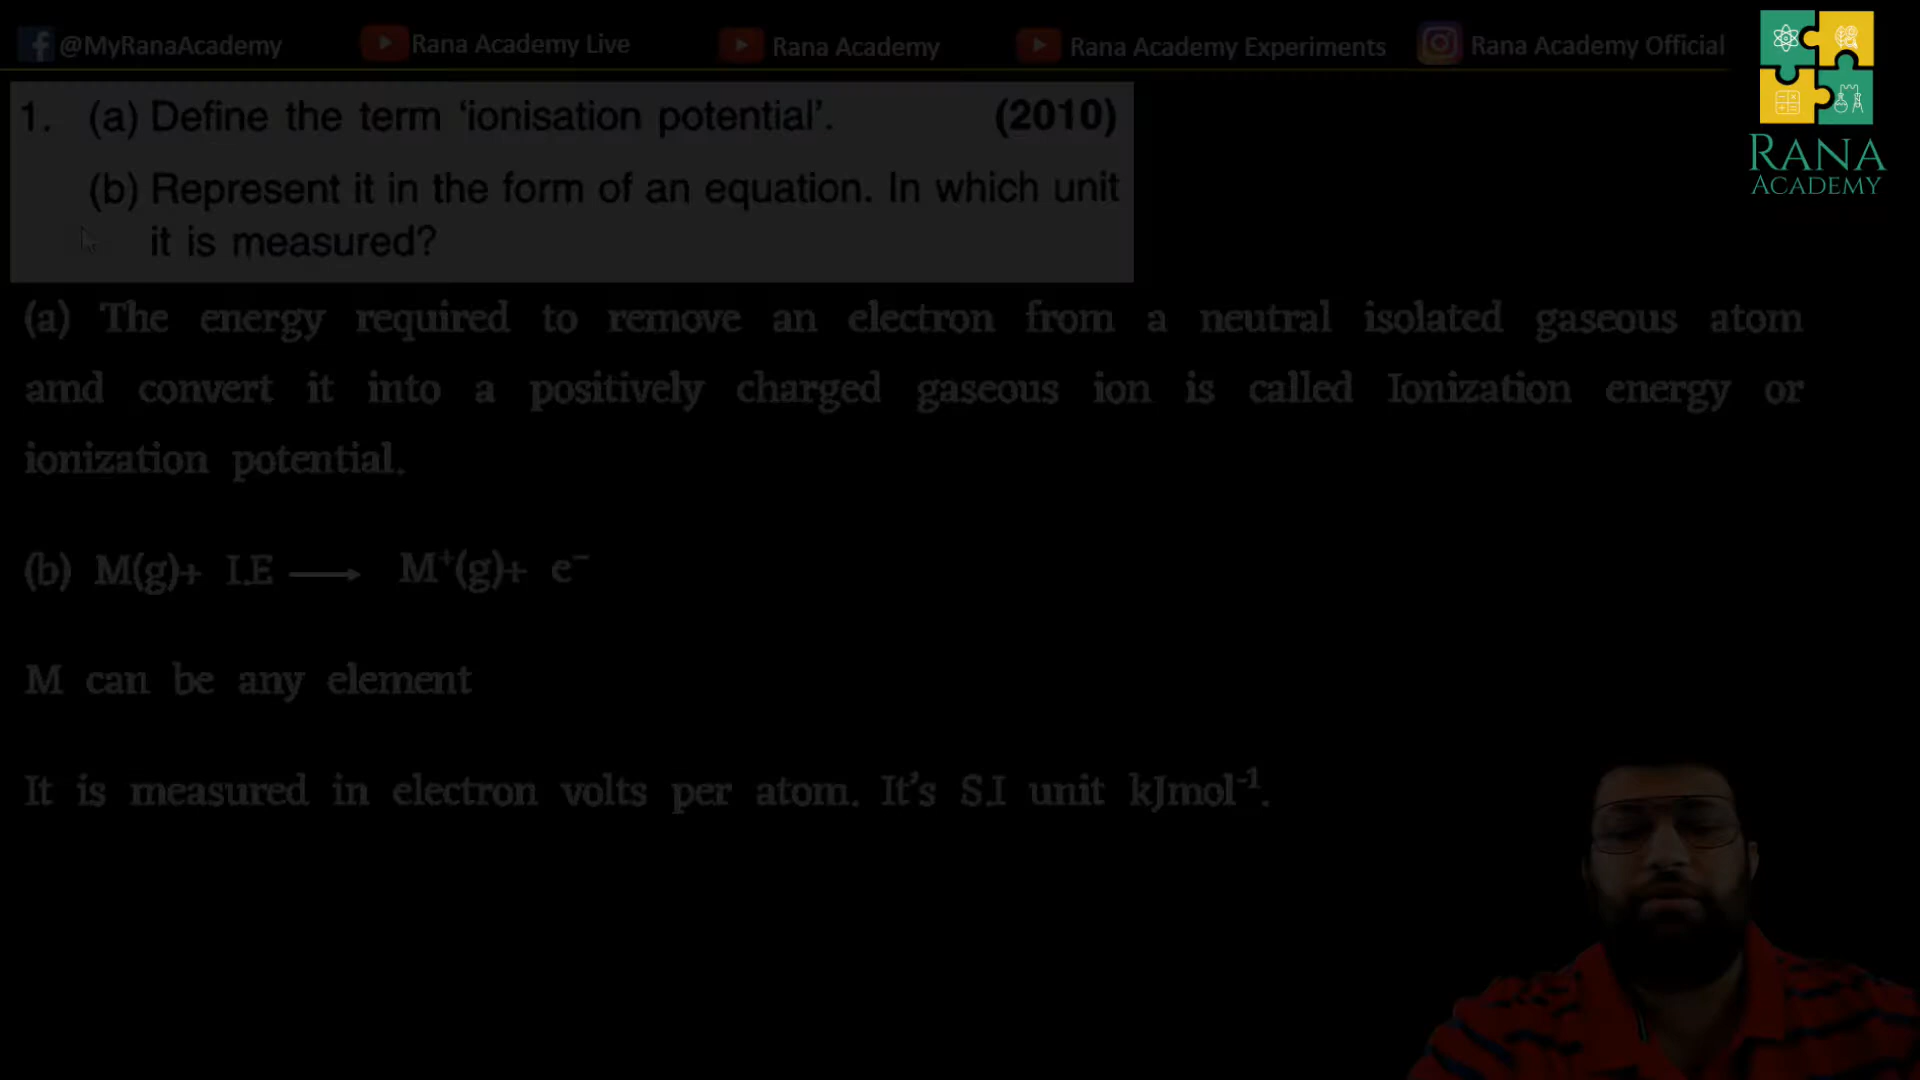 @MyRanaAcademy Rana Academy Live Rana Academy Rana Academy Experiments Rana Academy Official
RANA
ACADEMY
1. (a) Define the term ‘ionisation potential’. (2010)
(b) Represent it in the form of an equation. In which unit
it is measured?
(a) The energy required to remove an electron from a neutral isolated gaseous atom
amd convert it into a positively charged gaseous ion is called Ionization energy or
ionization potential.
(b) M(g)+ I.E ⟶ M⁺(g)+ e⁻
M can be any element
It is measured in electron volts per atom. It’s S.I unit kJmol⁻¹.